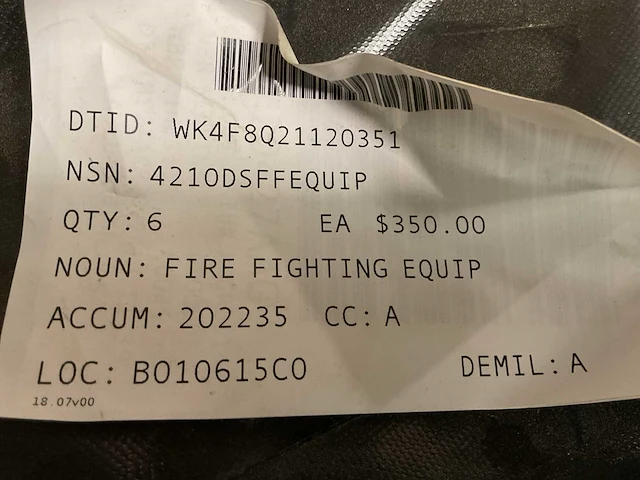 DTID: WK4F8Q21120351
NSN: 4210DSFFEQUIP
QTY: 6 EA $350.00
NOUN: FIRE FIGHTING EQUIP
ACCUM: 202235 CC: A
LOC: B010615C0 DEMIL: A
18.07v00